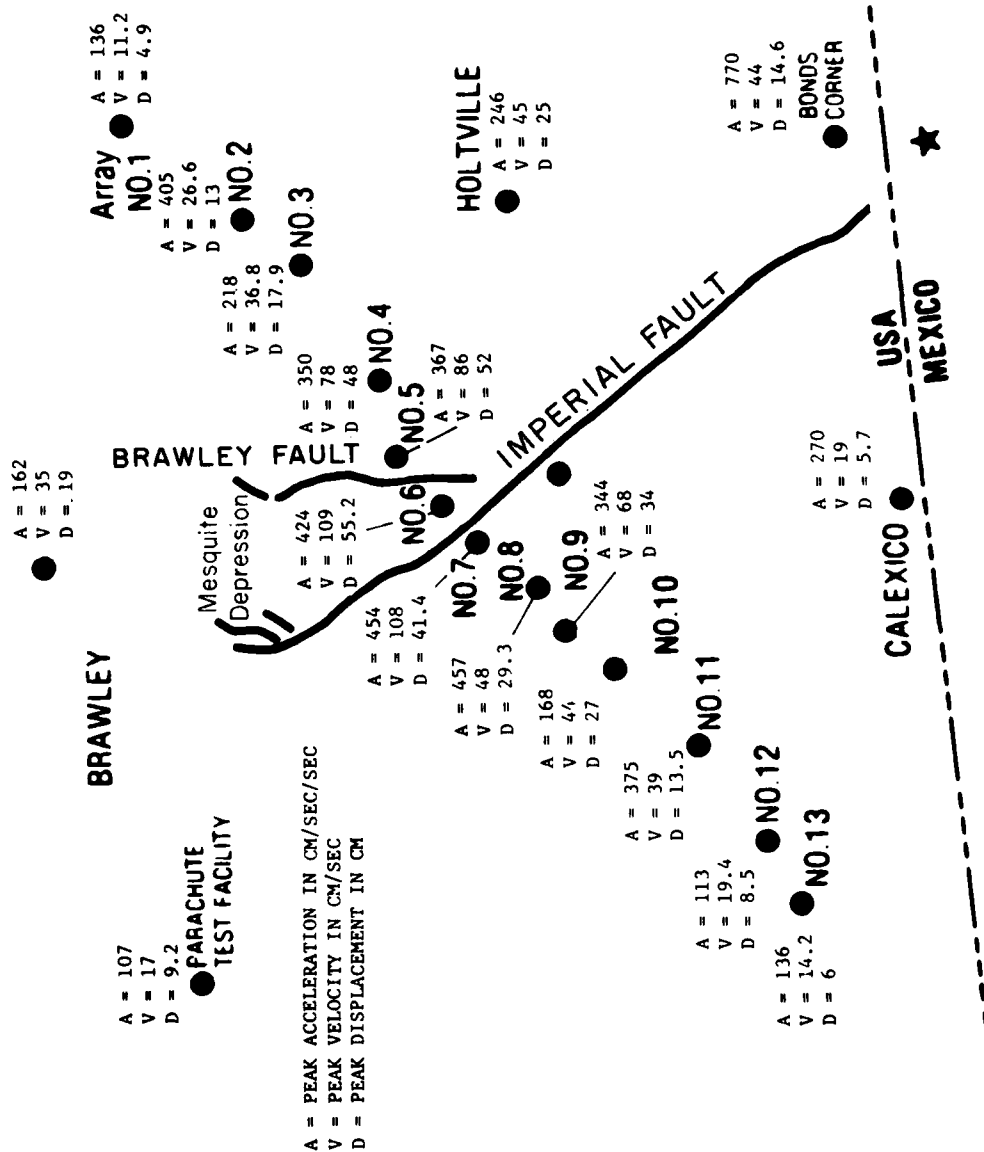 A = 136
V = 11.2
D = 4.9
Array
NO.1
A = 405
V = 26.6
D = 13
NO.2
A = 218
V = 36.8
D = 17.9
NO.3
A = 350
V = 78
D = 48
NO.4
NO.5
A = 367
V = 86
D = 52
HOLTVILLE
A = 246
V = 45
D = 25
A = 770
V = 44
D = 14.6
BONDS
CORNER
A = 162
V = 35
D = 19
BRAWLEY
BRAWLEY FAULT
Mesquite
Depression
IMPERIAL FAULT
A = 424
V = 109
D = 55.2
NO.6
A = 454
V = 108
D = 41.4
NO.7
A = 457
V = 48
D = 29.3
NO.8
NO.9
A = 344
V = 68
D = 34
A = 168
V = 44
D = 27
NO.10
A = 375
V = 39
D = 13.5
NO.11
A = 113
V = 19.4
D = 8.5
NO.12
A = 136
V = 14.2
D = 6
NO.13
A = 107
V = 17
D = 9.2
PARACHUTE
TEST FACILITY
A = PEAK ACCELERATION IN CM/SEC/SEC
V = PEAK VELOCITY IN CM/SEC
D = PEAK DISPLACEMENT IN CM
A = 270
V = 19
D = 5.7
CALEXICO
USA
MEXICO